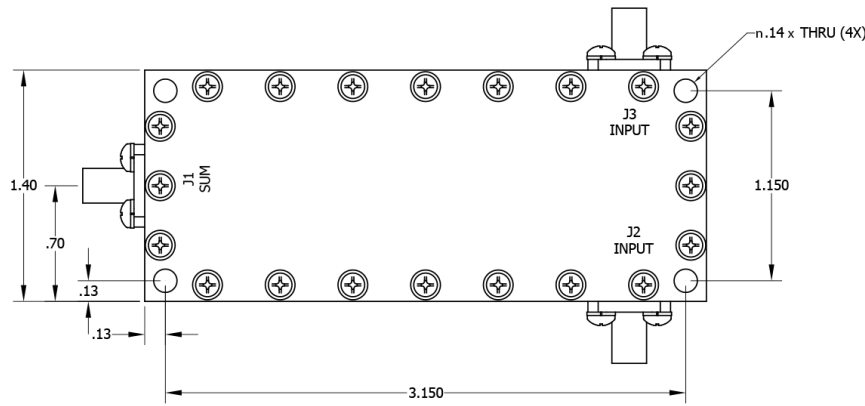 n.14 x THRU (4X)
J3
INPUT
J1
SUM
1.40
.70
1.150
J2
INPUT
.13
.13
3.150